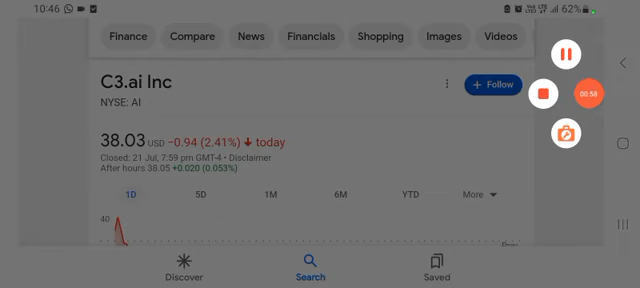 10:46 62%
Finance Compare News Financials Shopping Images Videos
C3.ai Inc
+ Follow
NYSE: AI
00:58
38.03 USD −0.94 (2.41%) today
Closed: 21 Jul, 7:59 pm GMT-4 • Disclaimer
After hours 38.05 +0.020 (0.053%)
1D 5D 1M 6M YTD More
40
Discover Search Saved